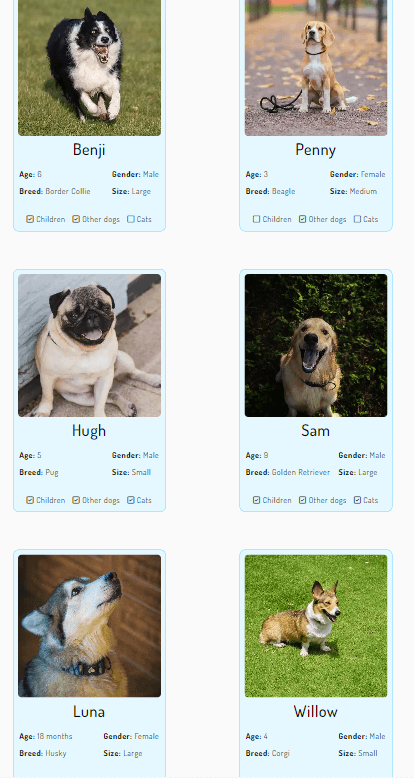 Benji
Age: 6 Gender: Male
Breed: Border Collie Size: Large
Children Other dogs Cats
Penny
Age: 3 Gender: Female
Breed: Beagle Size: Medium
Children Other dogs Cats
Hugh
Age: 5 Gender: Male
Breed: Pug Size: Small
Children Other dogs Cats
Sam
Age: 9 Gender: Male
Breed: Golden Retriever Size: Large
Children Other dogs Cats
Luna
Age: 18 months Gender: Female
Breed: Husky Size: Large
Willow
Age: 4 Gender: Male
Breed: Corgi Size: Small